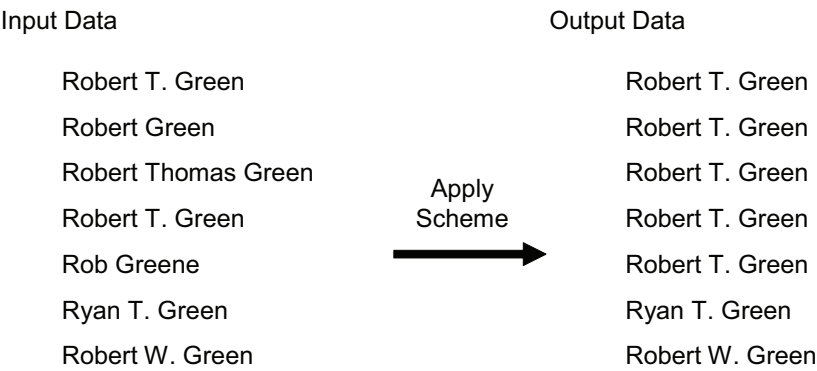 Input Data
Output Data
Robert T. Green
Robert Green
Robert Thomas Green
Robert T. Green
Rob Greene
Ryan T. Green
Robert W. Green
Apply
Scheme
Robert T. Green
Robert T. Green
Robert T. Green
Robert T. Green
Robert T. Green
Ryan T. Green
Robert W. Green